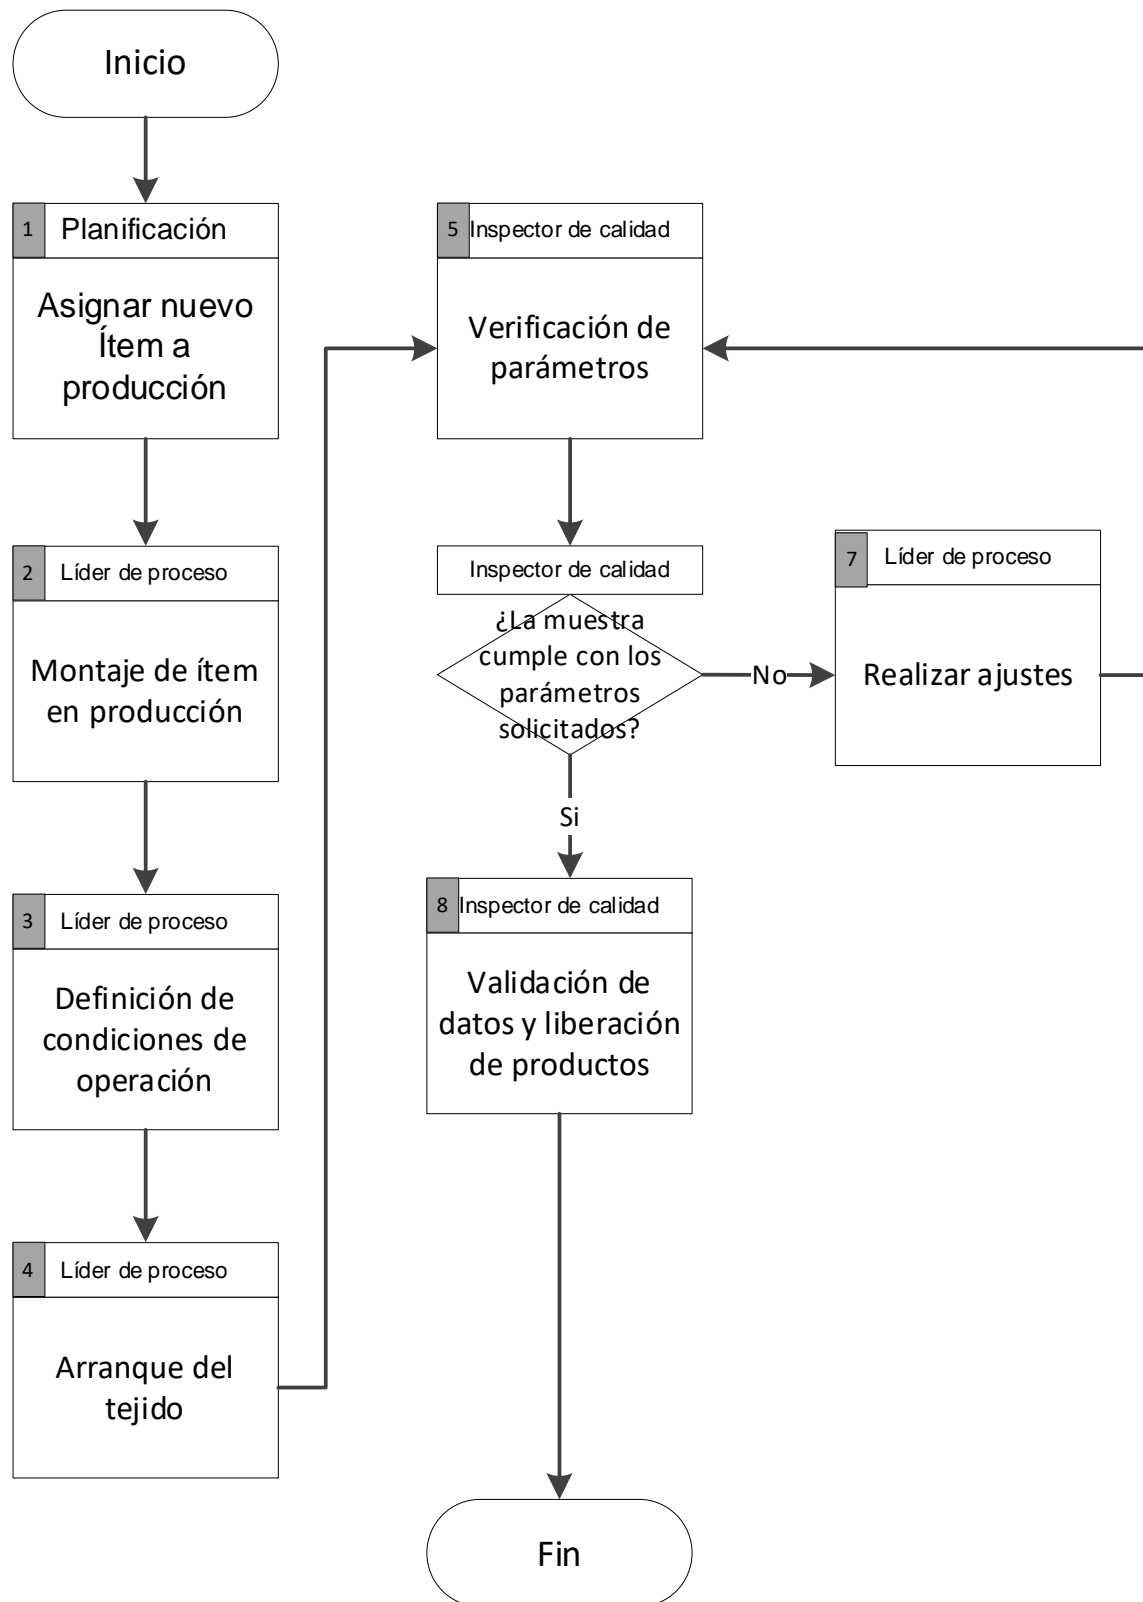 Inicio
1 Planificación
Asignar nuevo
Ítem a
producción
2 Líder de proceso
Montaje de ítem
en producción
3 Líder de proceso
Definición de
condiciones de
operación
4 Líder de proceso
Arranque del
tejido
5 Inspector de calidad
Verificación de
parámetros
Inspector de calidad
¿La muestra
cumple con los
parámetros
solicitados?
No
7 Líder de proceso
Realizar ajustes
Si
8 Inspector de calidad
Validación de
datos y liberación
de productos
Fin